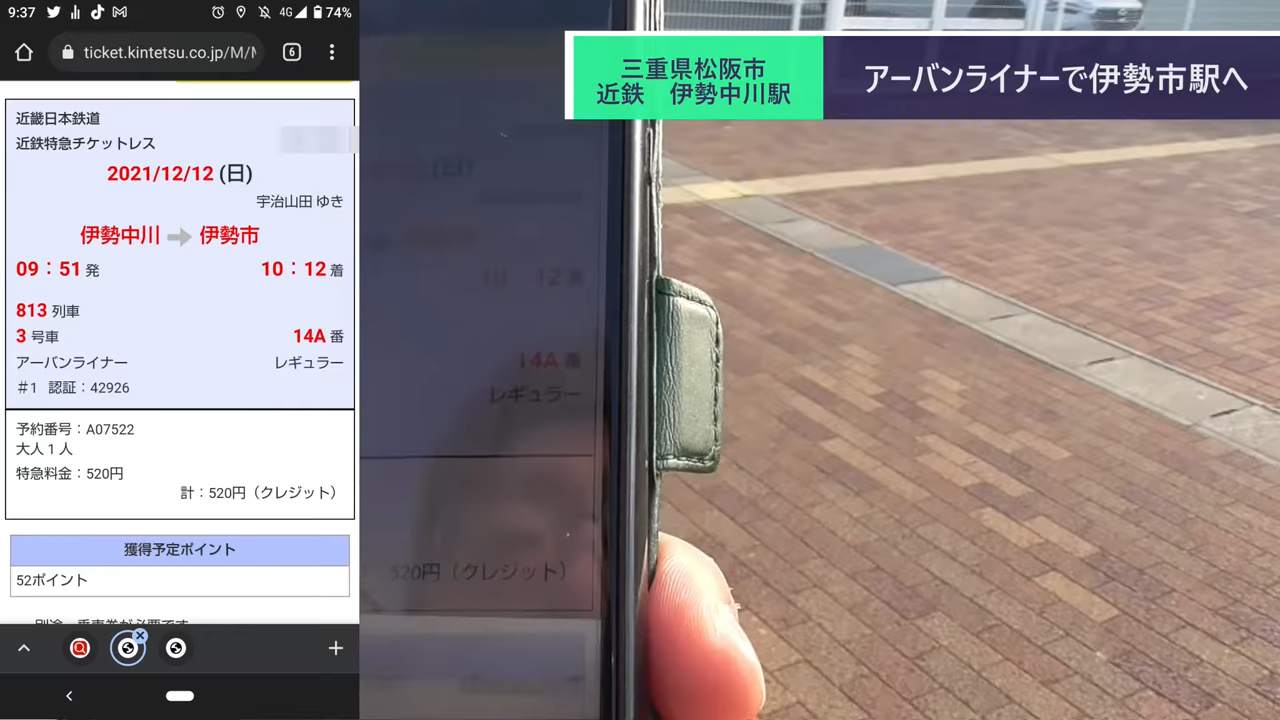 9:37
4G
74%
ticket.kintetsu.co.jp/M/M
6
近畿日本鉄道
近鉄特急チケットレス
2021/12/12 (日)
宇治山田 ゆき
伊勢中川 伊勢市
09：51 発 10：12 着
813 列車
3 号車 14A 番
アーバンライナー レギュラー
＃1 認証：42926
予約番号：A07522
大人１人
特急料金：520円
計：520円（クレジット）
獲得予定ポイント
52ポイント
三重県松阪市
近鉄 伊勢中川駅
アーバンライナーで伊勢市駅へ
12 着
14A 番
レギュラー
520円（クレジット）